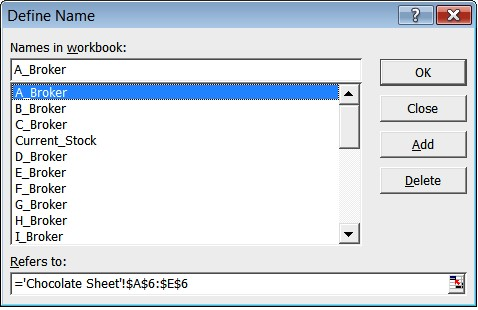 Define Name
?
Names in workbook:
A_Broker
OK
A_Broker
B_Broker
C_Broker
Current_Stock
D_Broker
E_Broker
F_Broker
G_Broker
H_Broker
I_Broker
Close
Add
Delete
Refers to:
='Chocolate Sheet'!$A$6:$E$6